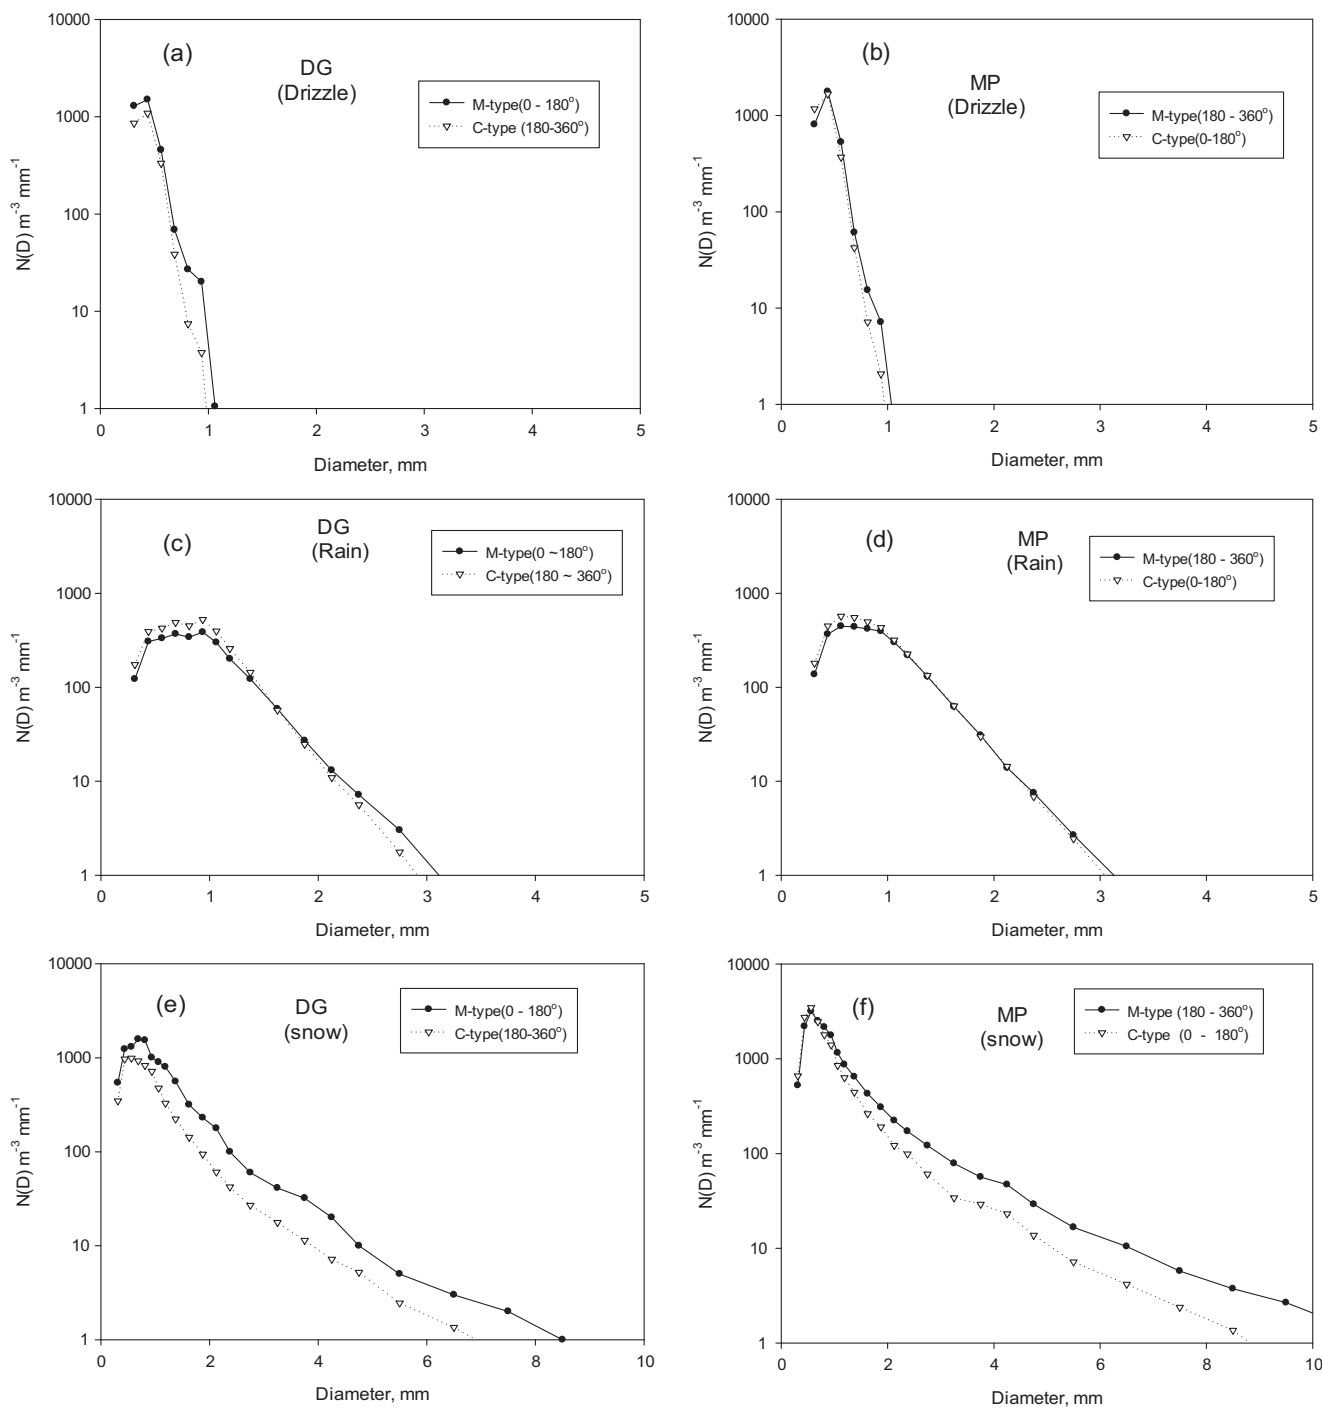 (a)
DG
(Drizzle)
M-type(0 - 180°)
C-type (180-360°)
10000
1000
100
10
1
N(D) m⁻³ mm⁻¹
0 1 2 3 4 5
Diameter, mm
(b)
MP
(Drizzle)
M-type(180 - 360°)
C-type(0-180°)
10000
1000
100
10
1
N(D) m⁻³ mm⁻¹
0 1 2 3 4 5
Diameter, mm
(c)
DG
(Rain)
M-type(0 ~180°)
C-type(180 ~ 360°)
10000
1000
100
10
1
N(D) m⁻³ mm⁻¹
0 1 2 3 4 5
Diameter, mm
(d)
MP
(Rain)
M-type(180 - 360°)
C-type(0-180°)
10000
1000
100
10
1
N(D) m⁻³ mm⁻¹
0 1 2 3 4 5
Diameter, mm
(e)
DG
(snow)
M-type(0 - 180°)
C-type(180-360°)
10000
1000
100
10
1
N(D) m⁻³ mm⁻¹
0 2 4 6 8 10
Diameter, mm
(f)
MP
(snow)
M-type (180 - 360°)
C-type (0 - 180°)
10000
1000
100
10
1
N(D) m⁻³ mm⁻¹
0 2 4 6 8 10
Diameter, mm